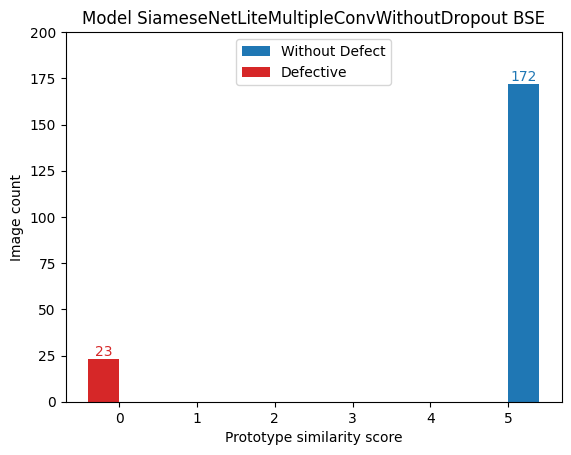 Model SiameseNetLiteMultipleConvWithoutDropout BSE
200
175
150
125
100
75
50
25
0
Image count
Without Defect
Defective
172
23
0 1 2 3 4 5
Prototype similarity score